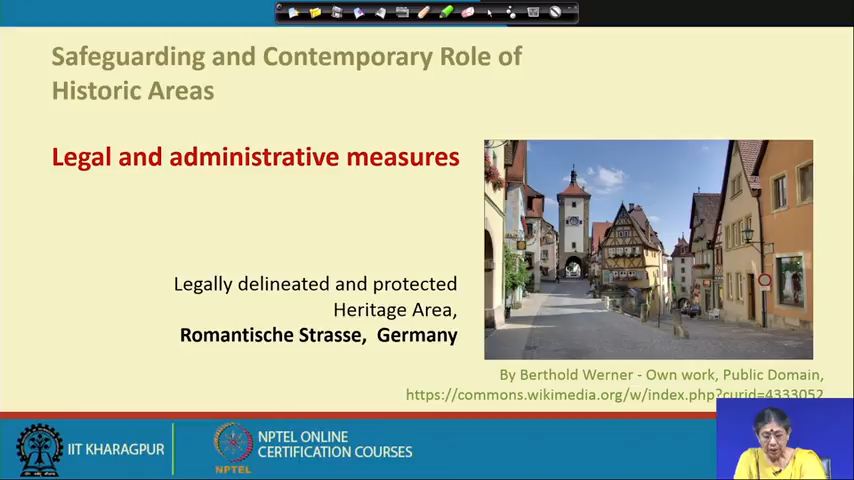 Safeguarding and Contemporary Role of
Historic Areas
Legal and administrative measures
Legally delineated and protected
Heritage Area,
Romantische Strasse, Germany
By Berthold Werner - Own work, Public Domain,
https://commons.wikimedia.org/w/index.php?curid=4333052
IIT KHARAGPUR
NPTEL
NPTEL ONLINE
CERTIFICATION COURSES